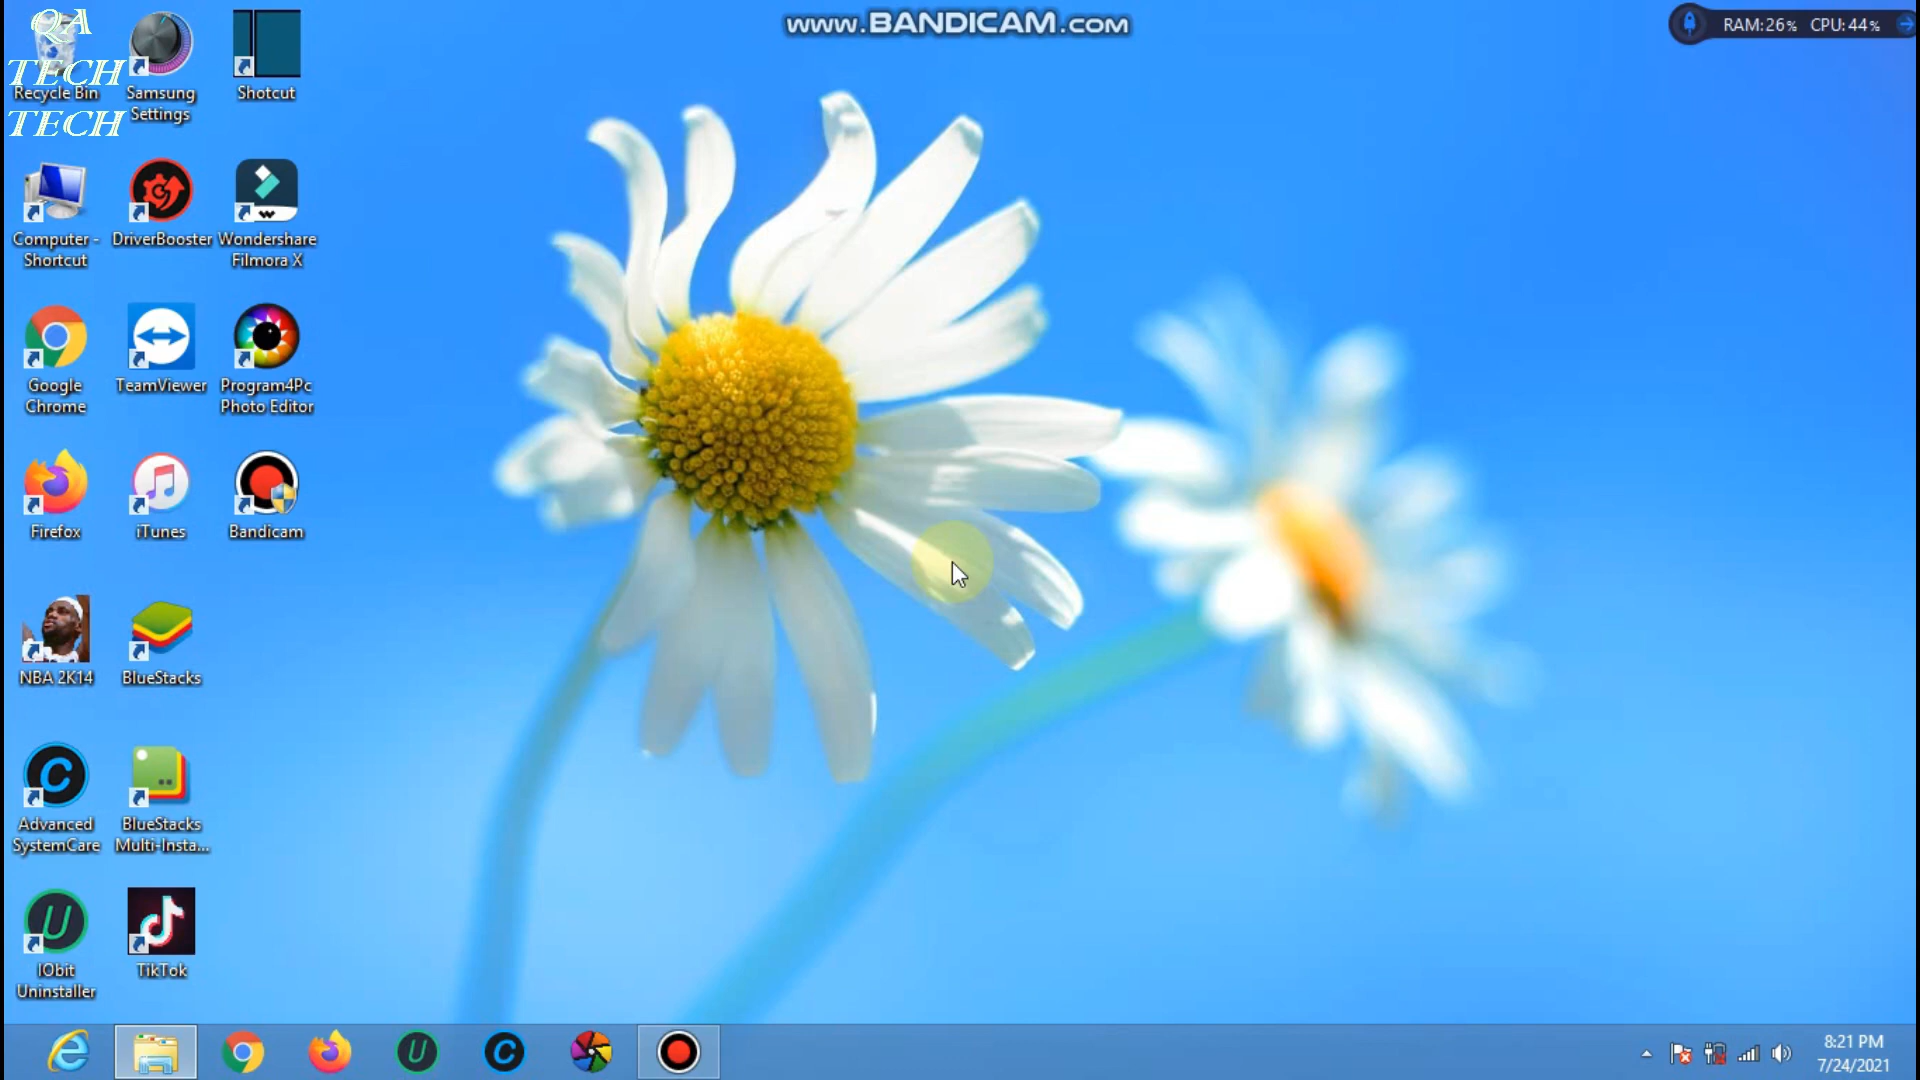 QA
TECH
TECH
www.BANDICAM.com
RAM:26% CPU:44%
Recycle Bin
Samsung
Settings
Shotcut
Computer -
Shortcut
DriverBooster
Wondershare
Filmora X
Google
Chrome
TeamViewer
Program4Pc
Photo Editor
Firefox
iTunes
Bandicam
NBA 2K14
BlueStacks
Advanced
SystemCare
BlueStacks
Multi-Insta...
IObit
Uninstaller
TikTok
8:21 PM
7/24/2021